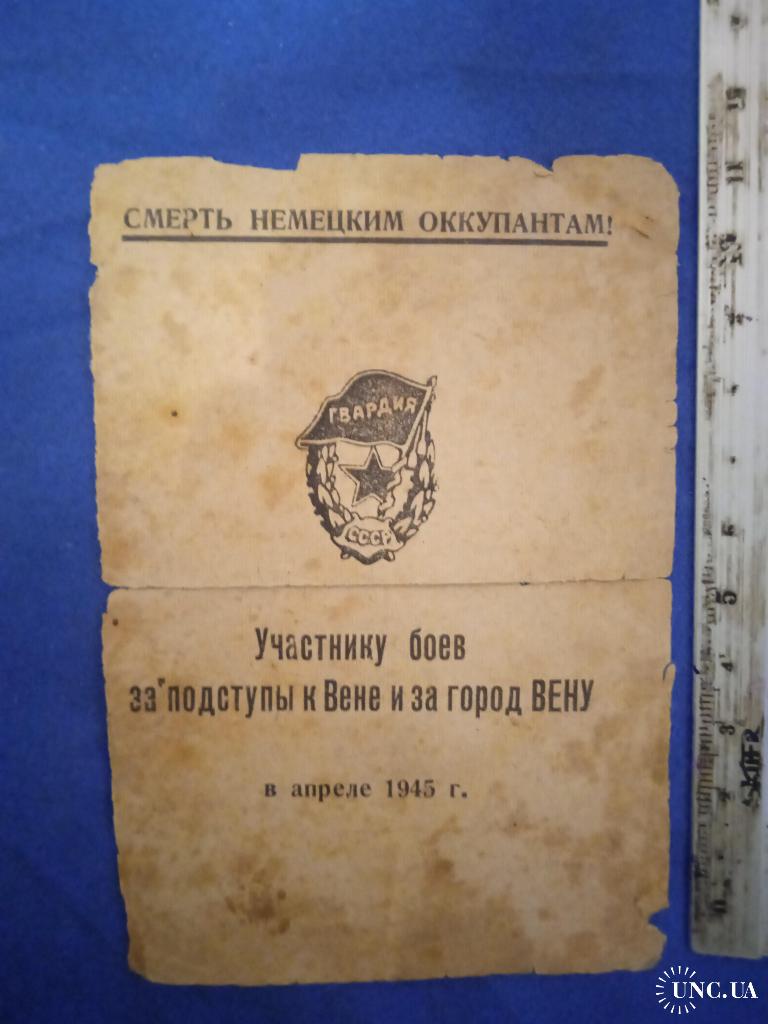 СМЕРТЬ НЕМЕЦКИМ ОККУПАНТАМ!
ГВАРДИЯ
СССР
Участнику боев
за подступы к Вене и за город ВЕНУ
в апреле 1945 г.
UNC.UA